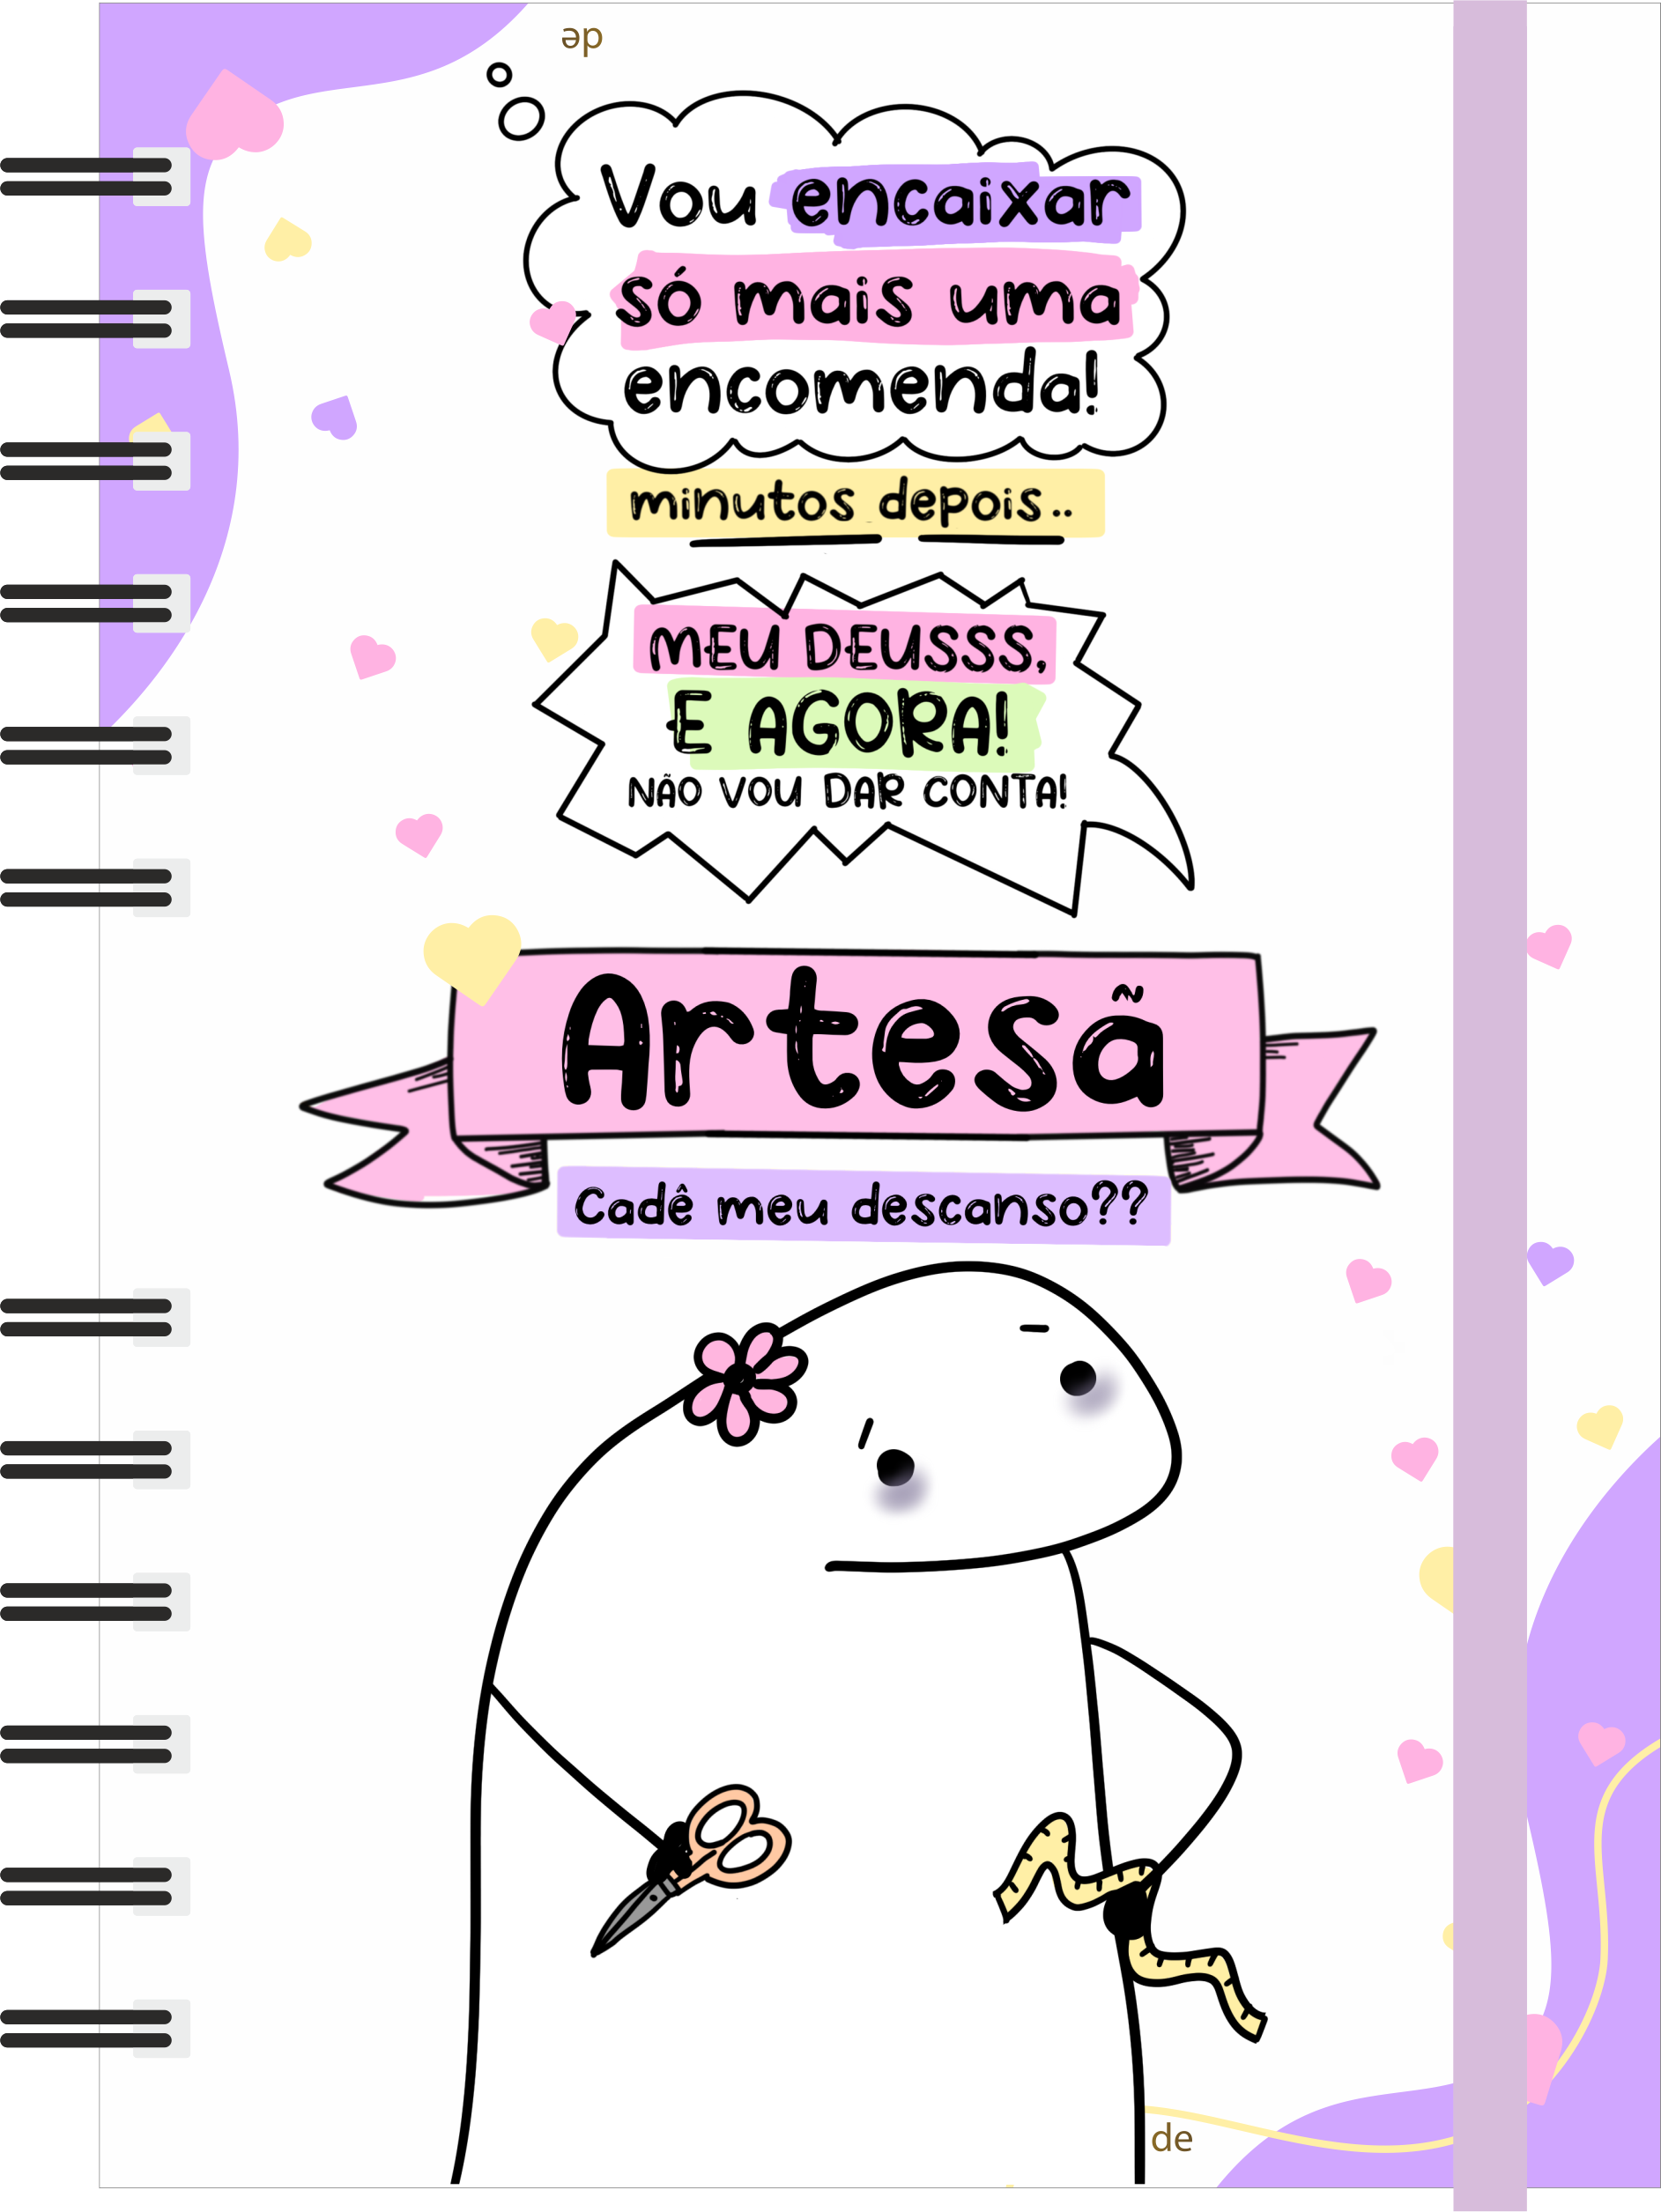 de
Vou encaixar
só mais uma
encomenda!
minutos depois..
MEU DEUSSS,
E AGORA!
NÃO VOU DAR CONTA!
Artesã
Cadê meu descanso??
de